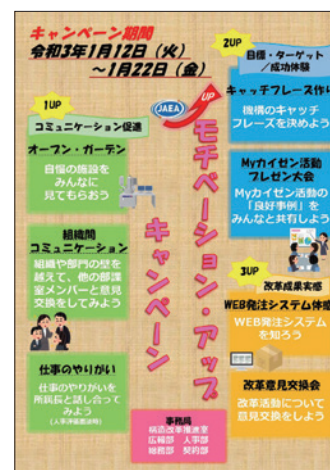 キャンペーン期間
令和3年1月12日（火）
～1月22日（金）
JAEA
UP
モチベーション・アップ
キャンペーン
1UP
コミュニケーション促進
オープン・ガーデン
自慢の施設を
みんなに
見てもらおう
組織間
コミュニケーション
組織や部門の壁を
越えて、他の部課
室メンバーと意見
交換をしてみよう
仕事のやりがい
仕事のやりがいを
所属長と話し合って
みよう
（人事評価面談時）
2UP
目標・ターゲット
／成功体験
キャッチフレーズ作り
機構のキャッチ
フレーズを決めよう
Myカイゼン活動
プレゼン大会
Myカイゼン活動の
「良好事例」を
みんなと共有しよう
3UP
改革成果実感
WEB発注システム体感
WEB発注システム
を知ろう
改革意見交換会
改革活動について
意見交換をしよう
事務局
構造改革推進室
広報部　人事部
総務部　契約部